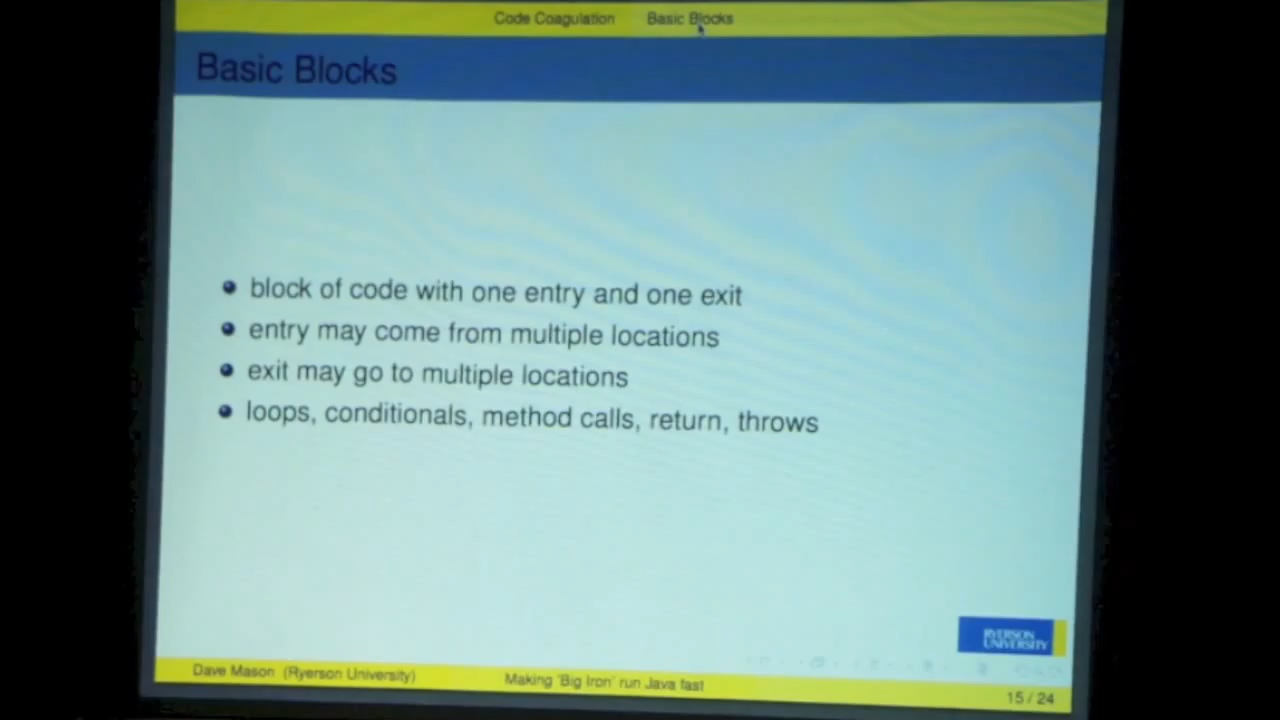 Code Coagulation Basic Blocks
Basic Blocks
block of code with one entry and one exit
entry may come from multiple locations
exit may go to multiple locations
loops, conditionals, method calls, return, throws
RYERSON
UNIVERSITY
Dave Mason (Ryerson University) Making 'Big Iron' run Java fast 15 / 24